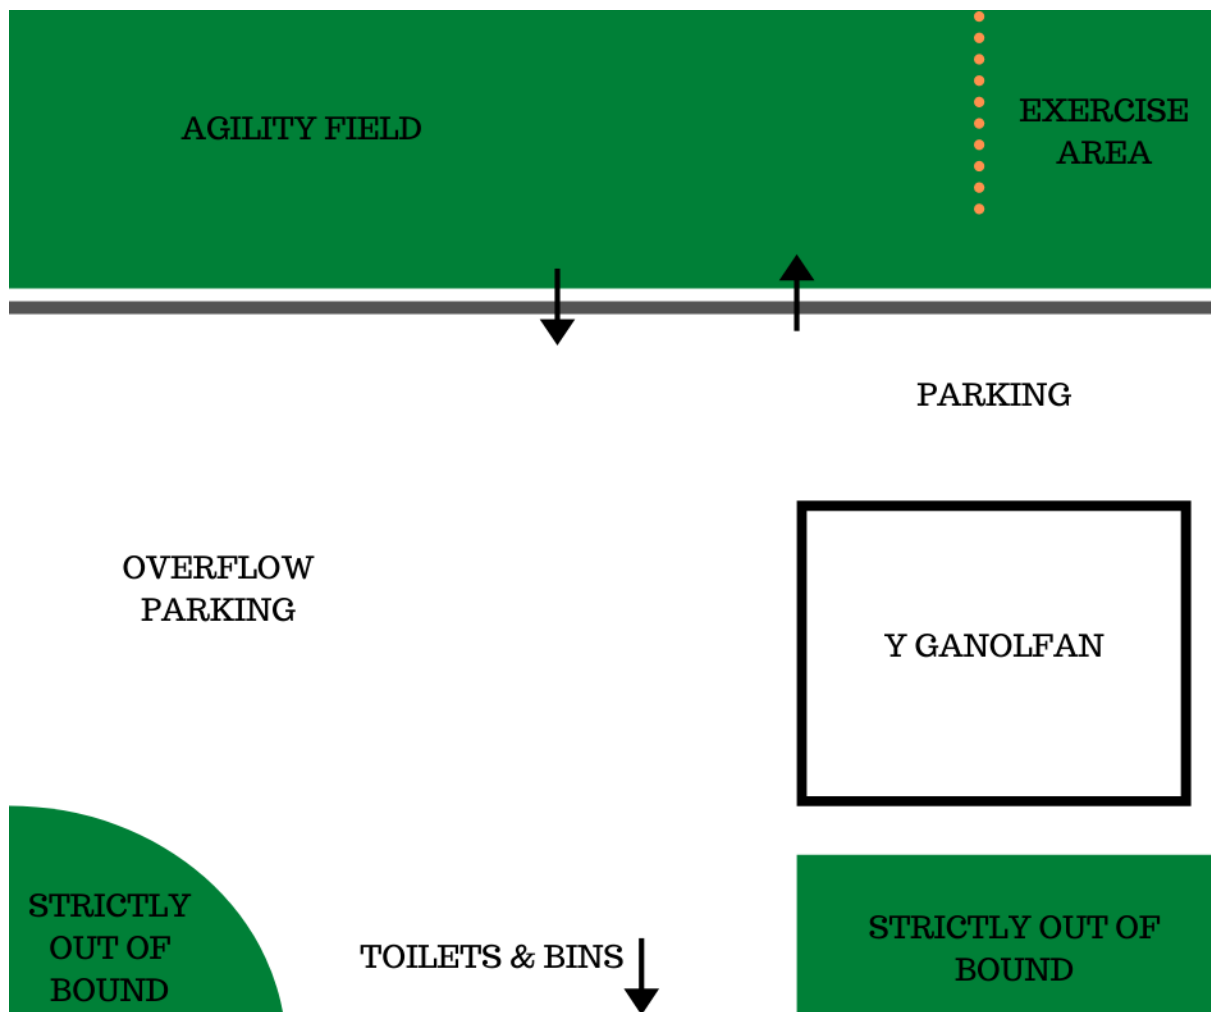 AGILITY FIELD
EXERCISE
AREA
PARKING
OVERFLOW
PARKING
Y GANOLFAN
STRICTLY
OUT OF
BOUND
TOILETS & BINS
STRICTLY OUT OF
BOUND